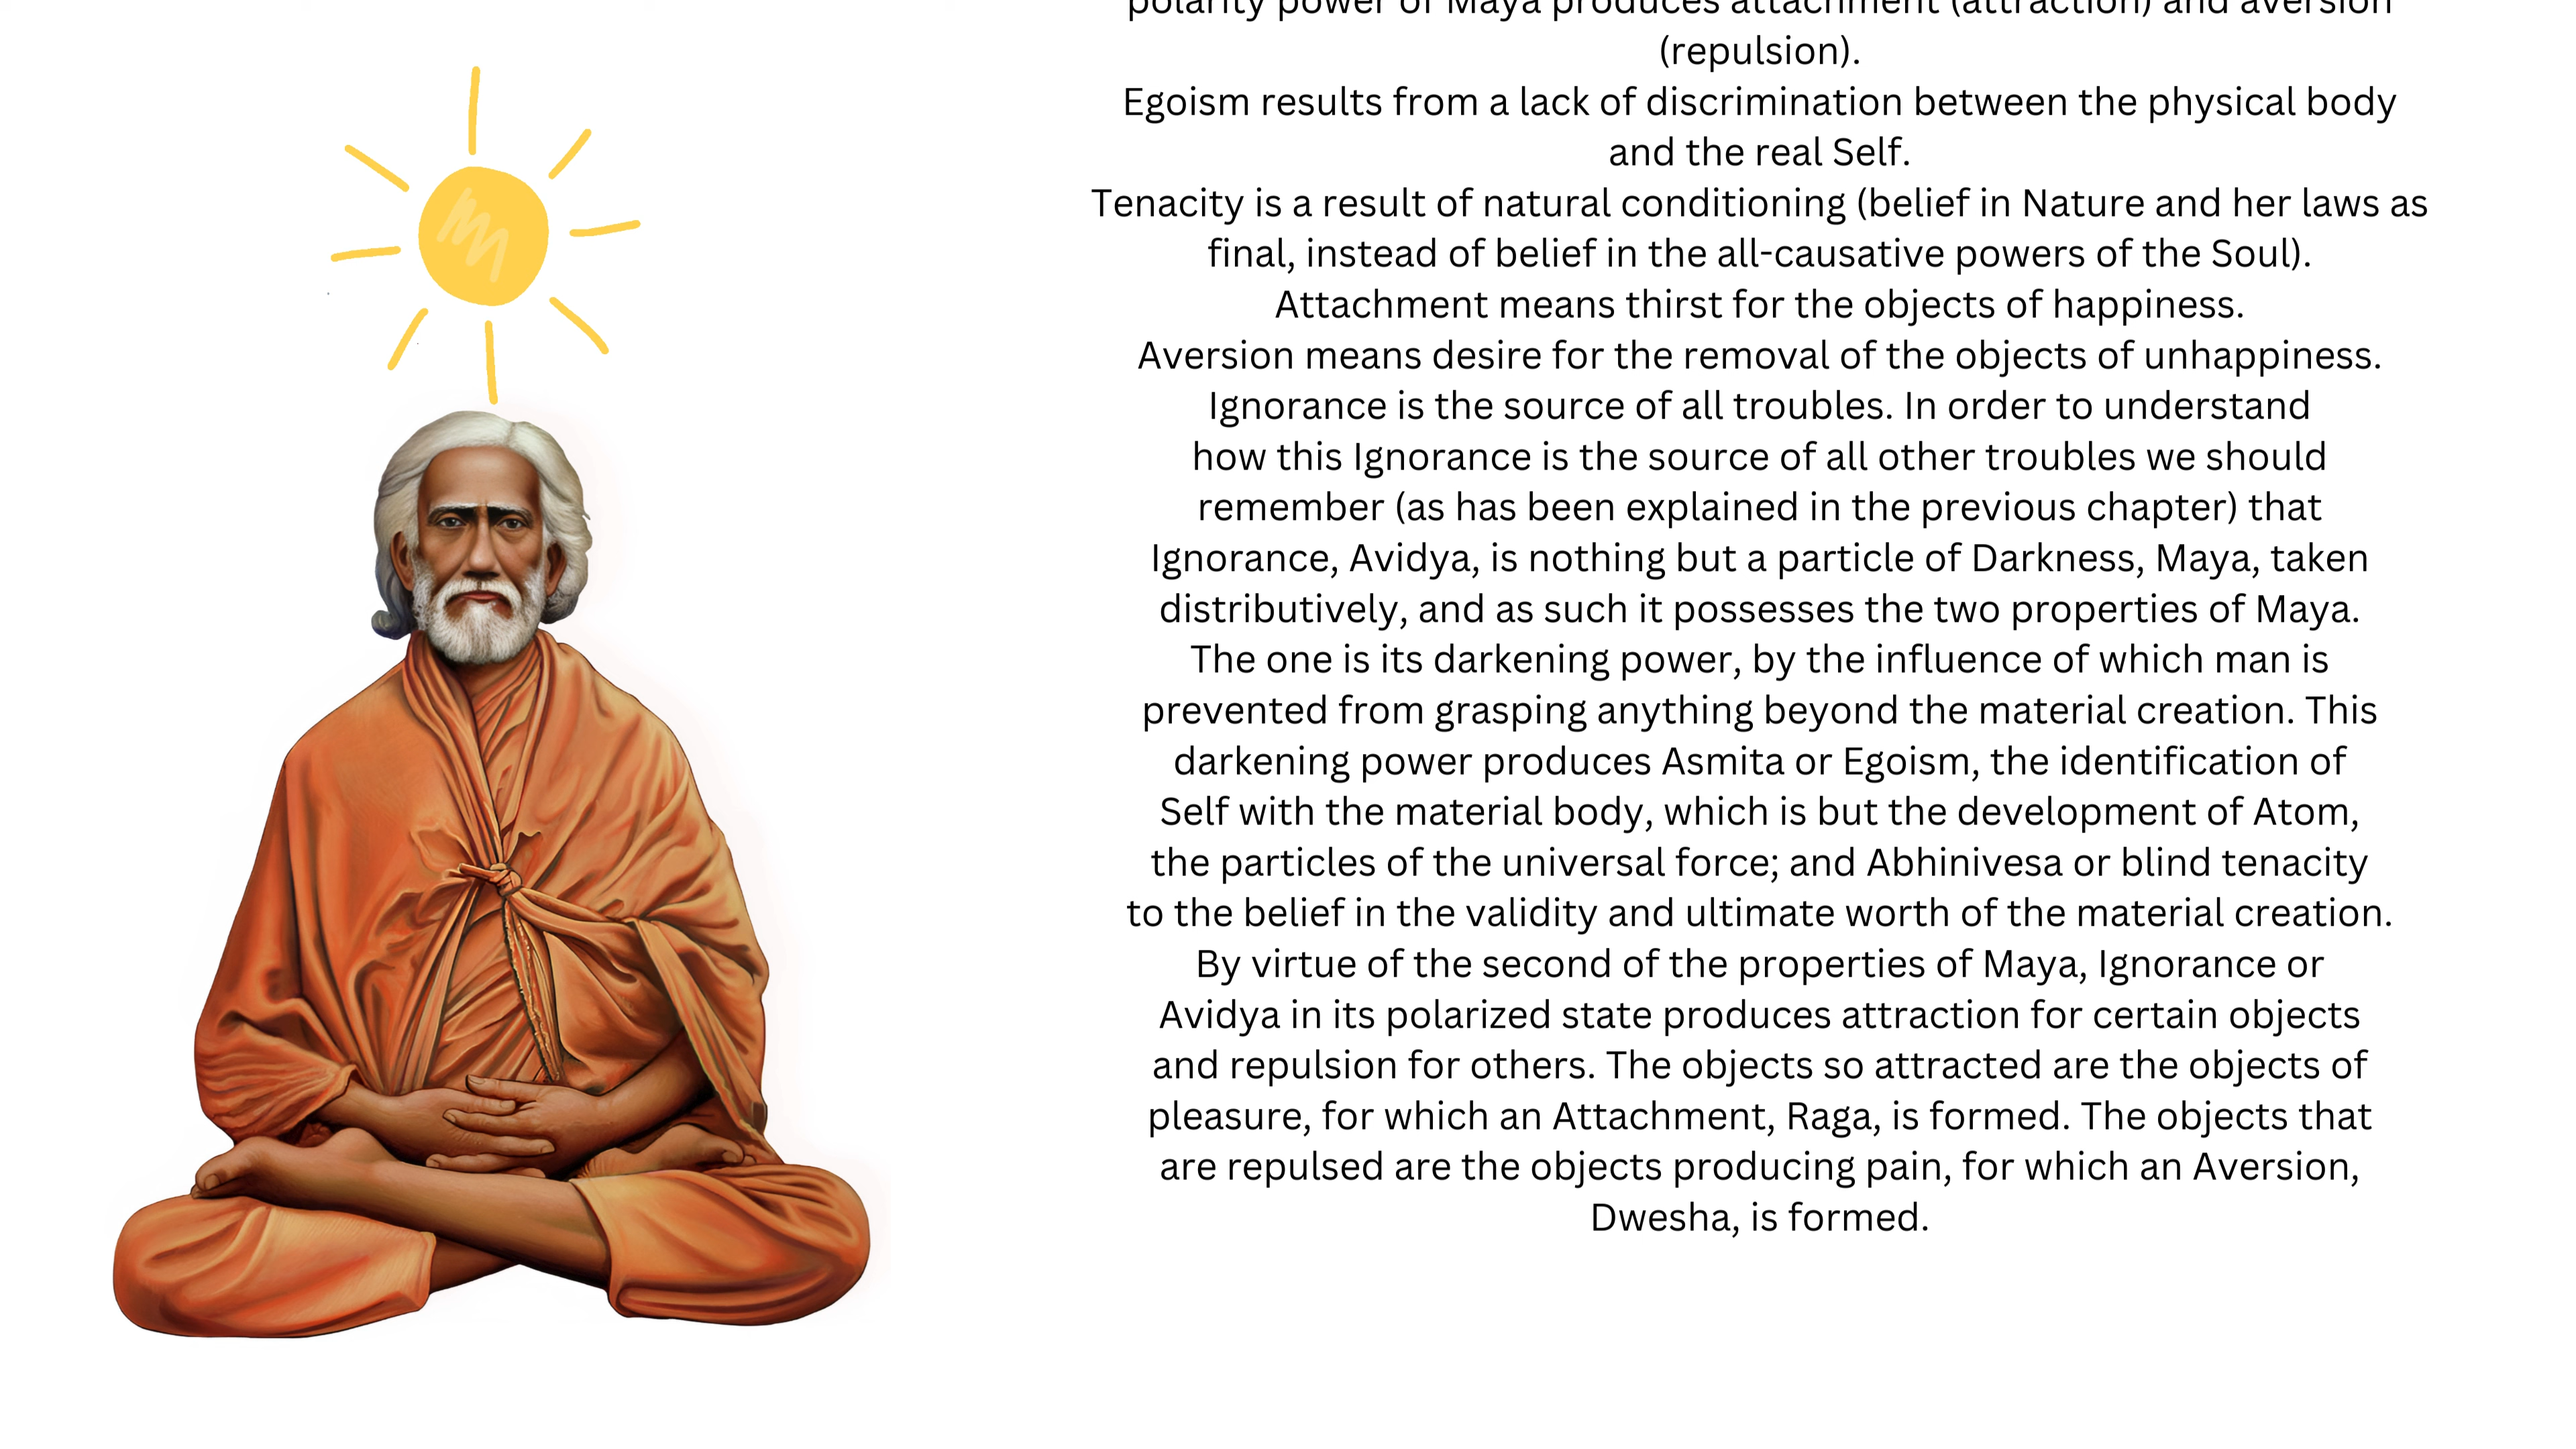 polarity power of Maya produces attachment (attraction) and aversion
(repulsion).
Egoism results from a lack of discrimination between the physical body
and the real Self.
Tenacity is a result of natural conditioning (belief in Nature and her laws as
final, instead of belief in the all-causative powers of the Soul).
Attachment means thirst for the objects of happiness.
Aversion means desire for the removal of the objects of unhappiness.
Ignorance is the source of all troubles. In order to understand
how this Ignorance is the source of all other troubles we should
remember (as has been explained in the previous chapter) that
Ignorance, Avidya, is nothing but a particle of Darkness, Maya, taken
distributively, and as such it possesses the two properties of Maya.
The one is its darkening power, by the influence of which man is
prevented from grasping anything beyond the material creation. This
darkening power produces Asmita or Egoism, the identification of
Self with the material body, which is but the development of Atom,
the particles of the universal force; and Abhinivesa or blind tenacity
to the belief in the validity and ultimate worth of the material creation.
By virtue of the second of the properties of Maya, Ignorance or
Avidya in its polarized state produces attraction for certain objects
and repulsion for others. The objects so attracted are the objects of
pleasure, for which an Attachment, Raga, is formed. The objects that
are repulsed are the objects producing pain, for which an Aversion,
Dwesha, is formed.